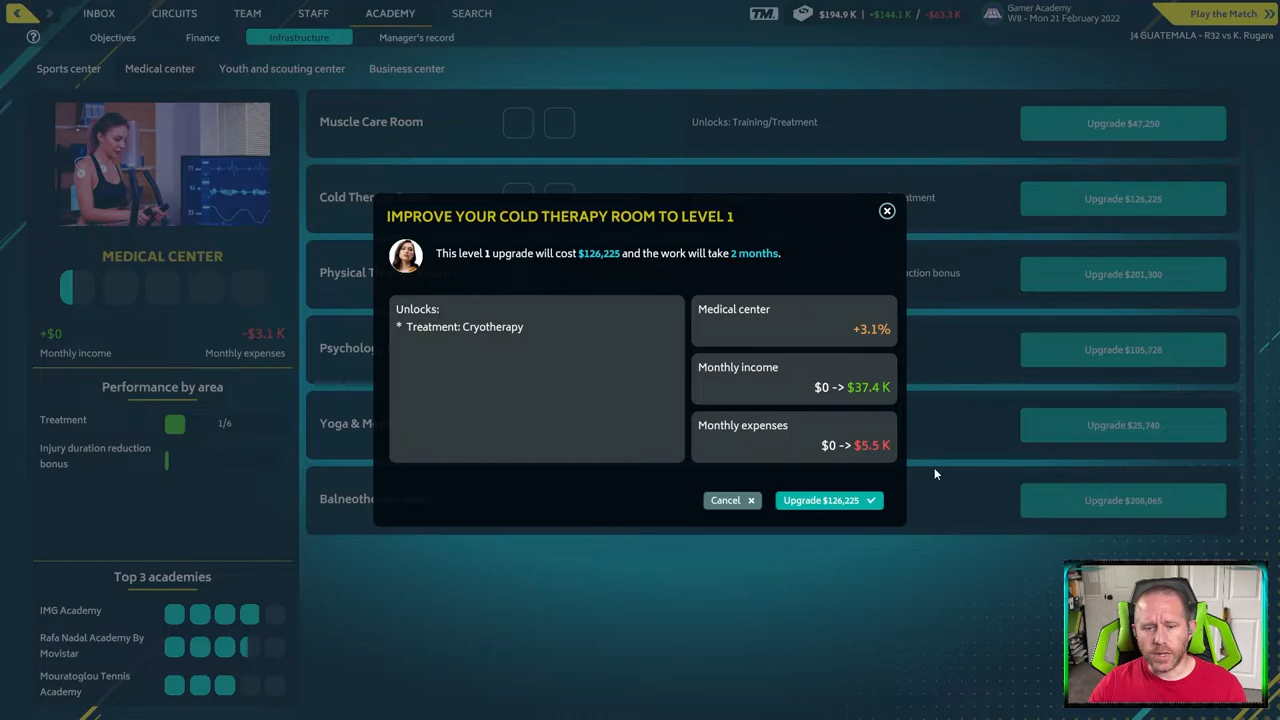 INBOX CIRCUITS TEAM STAFF ACADEMY SEARCH
TM. $194.9 K | +$144.1 K / -$63.3 K
Gamer Academy
W8 - Mon 21 February 2022
Play the Match
J4 GUATEMALA - R32 vs K. Rugara
Objectives Finance Infrastructure Manager's record
Sports center Medical center Youth and scouting center Business center
MEDICAL CENTER
+$0 -$3.1 K
Monthly income Monthly expenses
Performance by area
Treatment 1/6
Injury duration reduction
bonus
Top 3 academies
IMG Academy
Rafa Nadal Academy By
Movistar
Mouratoglou Tennis
Academy
Muscle Care Room Unlocks: Training/Treatment Upgrade $47,250
Cold Upgrade $126,225
Physical Upgrade $201,300
Upgrade $105,728
Yoga & Upgrade $25,740
Upgrade $208,065
IMPROVE YOUR COLD THERAPY ROOM TO LEVEL 1
This level 1 upgrade will cost $126,225 and the work will take 2 months.
Unlocks:
* Treatment: Cryotherapy
Medical center
+3.1%
Monthly income
$0 -> $37.4 K
Monthly expenses
$0 -> $5.5 K
Cancel × Upgrade $126,225